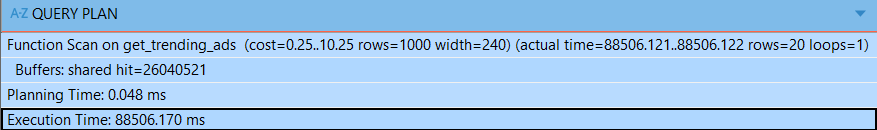 A-Z QUERY PLAN
Function Scan on get_trending_ads (cost=0.25..10.25 rows=1000 width=240) (actual time=88506.121..88506.122 rows=20 loops=1)
Buffers: shared hit=26040521
Planning Time: 0.048 ms
Execution Time: 88506.170 ms